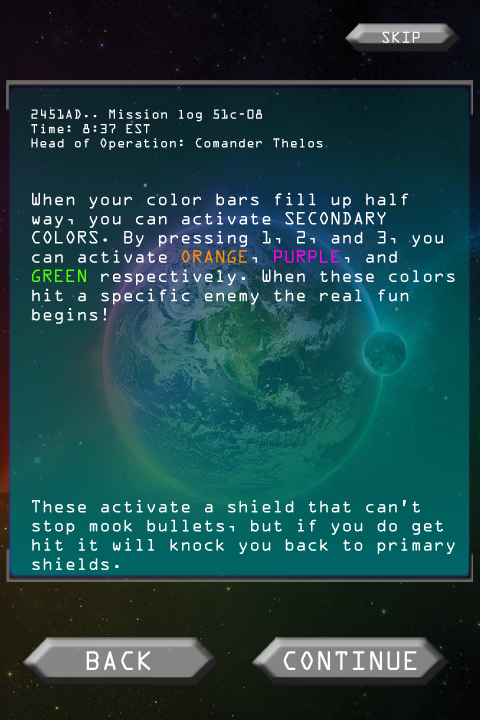 SKIP
2451AD.. Mission log 51c-08
Time: 8:37 EST
Head of Operation: Comander Thelos
When your color bars fill up half
way, you can activate SECONDARY
COLORS. By pressing 1, 2, and 3, you
can activate ORANGE, PURPLE, and
GREEN respectively. When these colors
hit a specific enemy the real fun
begins!
These activate a shield that can't
stop mook bullets, but if you do get
hit it will knock you back to primary
shields.
BACK
CONTINUE